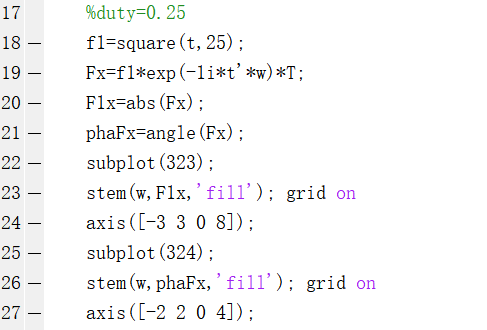 17 %duty=0.25
18 — f1=square(t,25);
19 — Fx=f1*exp(-1i*t'*w)*T;
20 — F1x=abs(Fx);
21 — phaFx=angle(Fx);
22 — subplot(323);
23 — stem(w,F1x,'fill'); grid on
24 — axis([-3 3 0 8]);
25 — subplot(324);
26 — stem(w,phaFx,'fill'); grid on
27 — axis([-2 2 0 4]);